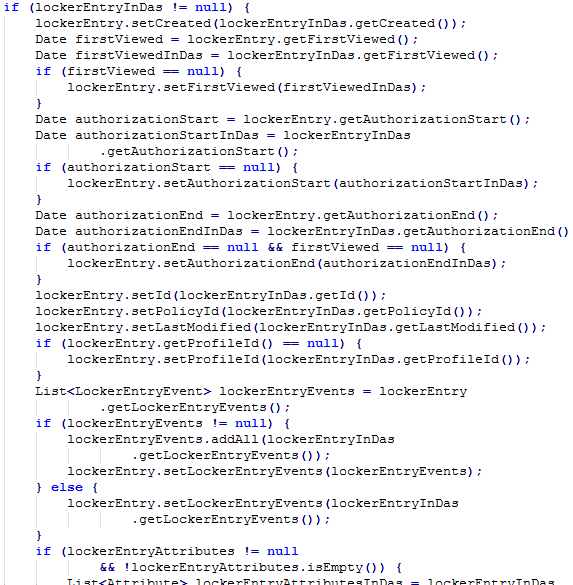 if (lockerEntryInDas != null) {
lockerEntry.setCreated(lockerEntryInDas.getCreated());
Date firstViewed = lockerEntry.getFirstViewed();
Date firstViewedInDas = lockerEntryInDas.getFirstViewed();
if (firstViewed == null) {
lockerEntry.setFirstViewed(firstViewedInDas);
}
Date authorizationStart = lockerEntry.getAuthorizationStart();
Date authorizationStartInDas = lockerEntryInDas
.getAuthorizationStart();
if (authorizationStart == null) {
lockerEntry.setAuthorizationStart(authorizationStartInDas);
}
Date authorizationEnd = lockerEntry.getAuthorizationEnd();
Date authorizationEndInDas = lockerEntryInDas.getAuthorizationEnd()
if (authorizationEnd == null && firstViewed == null) {
lockerEntry.setAuthorizationEnd(authorizationEndInDas);
}
lockerEntry.setId(lockerEntryInDas.getId());
lockerEntry.setPolicyId(lockerEntryInDas.getPolicyId());
lockerEntry.setLastModified(lockerEntryInDas.getLastModified());
if (lockerEntry.getProfileId() == null) {
lockerEntry.setProfileId(lockerEntryInDas.getProfileId());
}
List<LockerEntryEvent> lockerEntryEvents = lockerEntry
.getLockerEntryEvents();
if (lockerEntryEvents != null) {
lockerEntryEvents.addAll(lockerEntryInDas
.getLockerEntryEvents());
lockerEntry.setLockerEntryEvents(lockerEntryEvents);
} else {
lockerEntry.setLockerEntryEvents(lockerEntryInDas
.getLockerEntryEvents());
}
if (lockerEntryAttributes != null
&& !lockerEntryAttributes.isEmpty()) {
List<Attribute> lockerEntryAttributesInDas = lockerEntryInDas